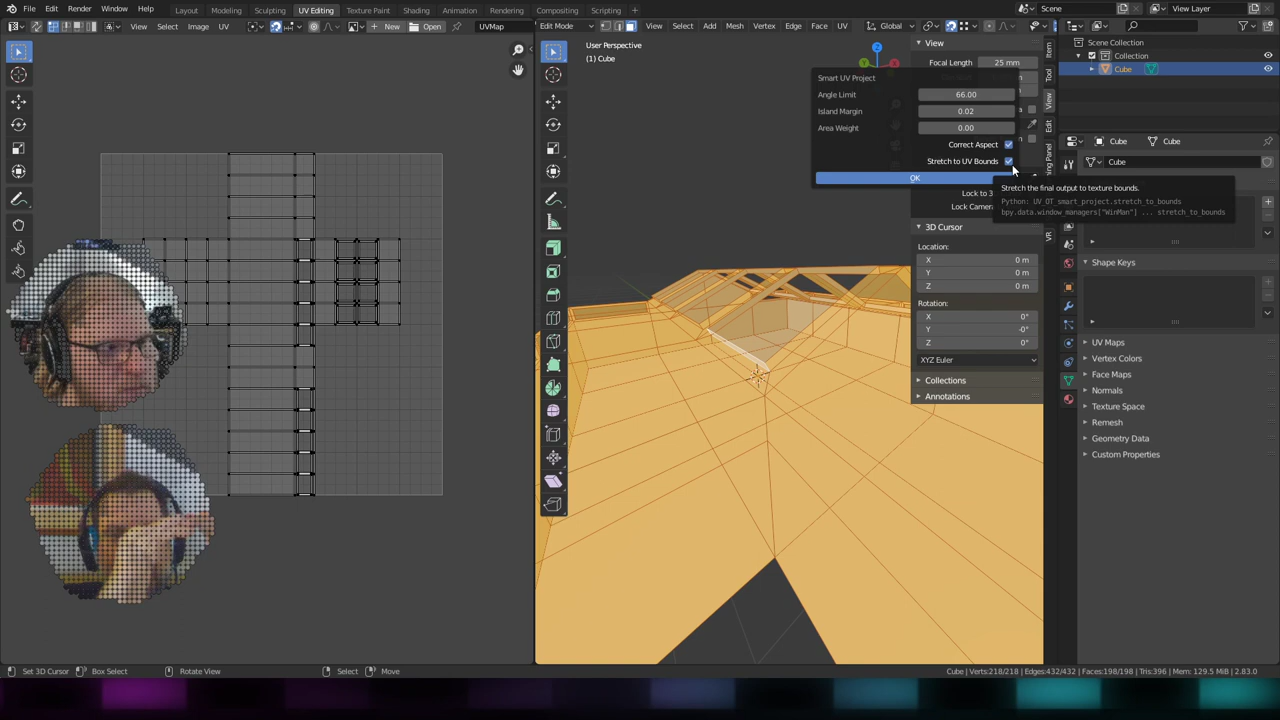 File Edit Render Window Help
Layout Modeling Sculpting UV Editing Texture Paint Shading Animation Rendering Compositing Scripting +
Scene
View Layer
View Select Image UV
New Open
UVMap
Edit Mode
View Select Add Mesh Vertex Edge Face UV
Global
User Perspective
(1) Cube
Z
View
Focal Length 25 mm
Smart UV Project
Angle Limit 66.00
Island Margin 0.02
Area Weight 0.00
Correct Aspect
Stretch to UV Bounds
OK
Stretch the final output to texture bounds.
Python: UV_OT_smart_project.stretch_to_bounds
bpy.data.window_managers["WinMan"] ... stretch_to_bounds
Lock to 3
Lock Camer
3D Cursor
Location:
X 0 m
Y 0 m
Z 0 m
Rotation:
X 0°
Y -0°
Z 0°
XYZ Euler
Collections
Annotations
Item
Tool
View
Edit
VR
Scene Collection
Collection
Cube
Cube Cube
Cube
Shape Keys
UV Maps
Vertex Colors
Face Maps
Normals
Texture Space
Remesh
Geometry Data
Custom Properties
Set 3D Cursor Box Select Rotate View Select Move
Cube | Verts:218/218 | Edges:432/432 | Faces:198/198 | Tris:396 | Mem: 129.5 MiB | 2.83.0